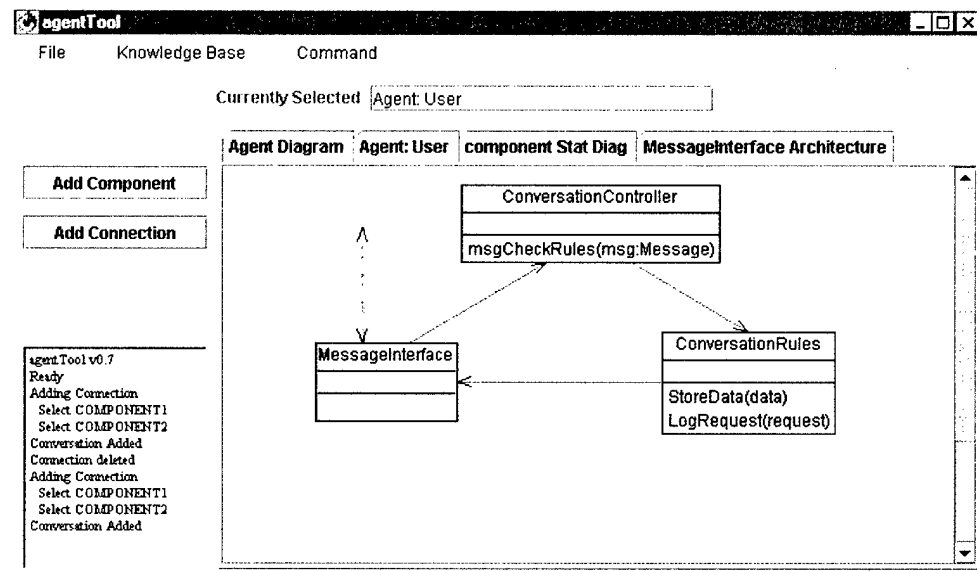 agentTool
File Knowledge Base Command
Currently Selected Agent: User
Agent Diagram Agent: User component Stat Diag MessageInterface Architecture
Add Component
Add Connection
ConversationController
msgCheckRules(msg:Message)
MessageInterface
ConversationRules
StoreData(data)
LogRequest(request)
agentTool v0.7
Ready
Adding Connection
Select COMPONENT1
Select COMPONENT2
Conversation Added
Connection deleted
Adding Connection
Select COMPONENT1
Select COMPONENT2
Conversation Added